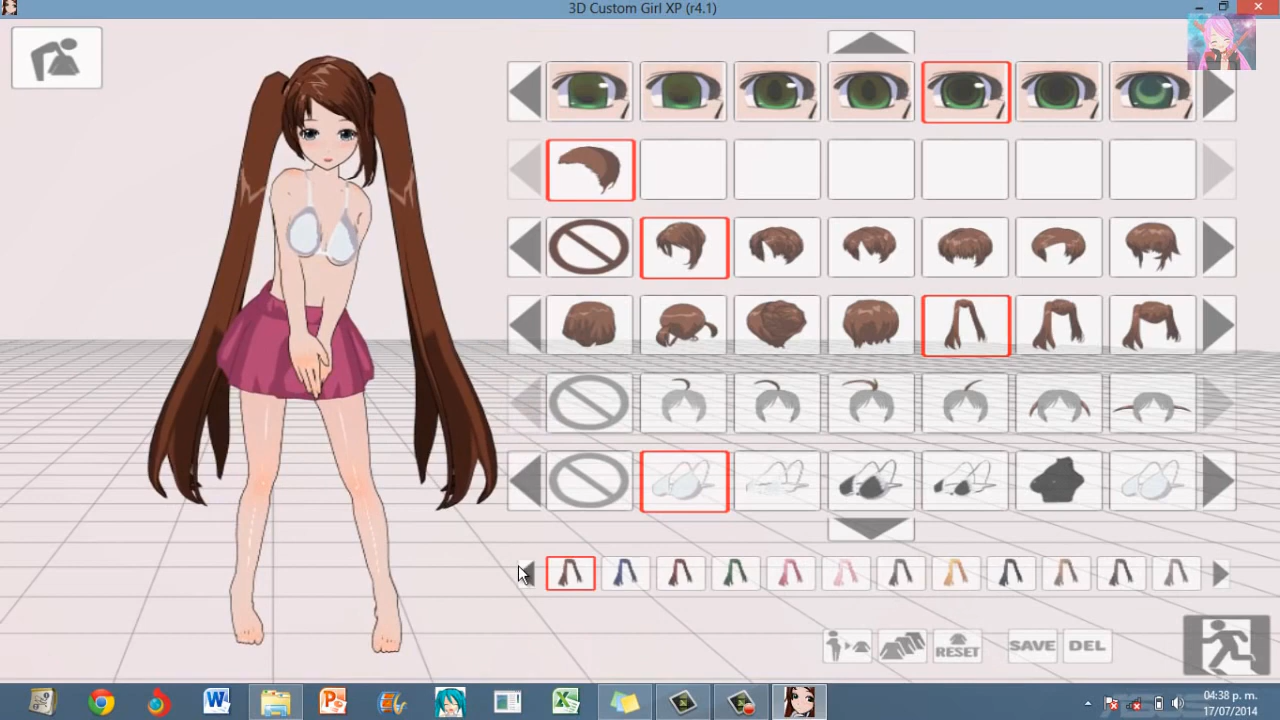 3D Custom Girl XP (r4.1)
RESET
SAVE
DEL
04:38 p. m.
17/07/2014